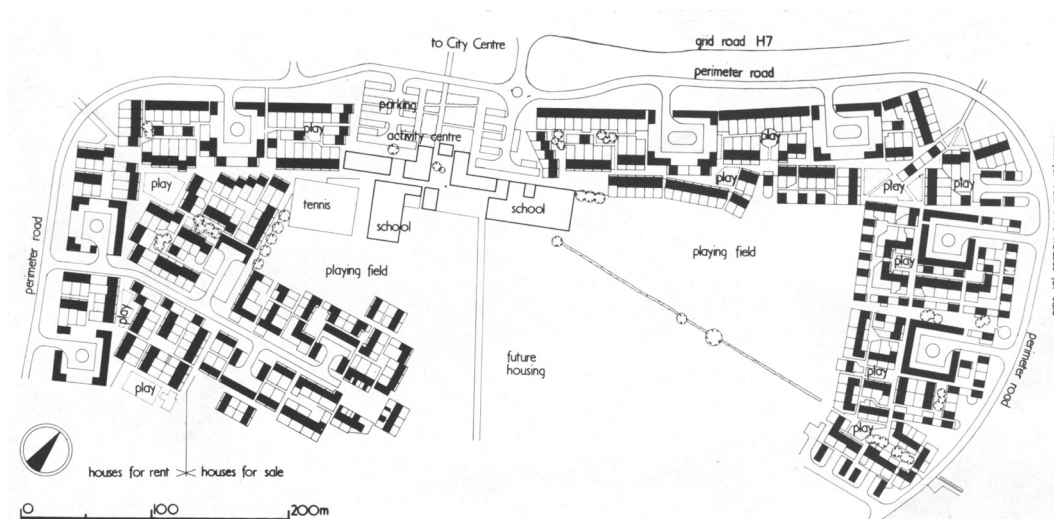 to City Centre
grid road H7
perimeter road
parking
activity centre
play
play
play
play
play
play
tennis
school
school
playing field
playing field
perimeter road
play
play
play
play
play
perimeter road
future
housing
houses for rent houses for sale
0 100 200m